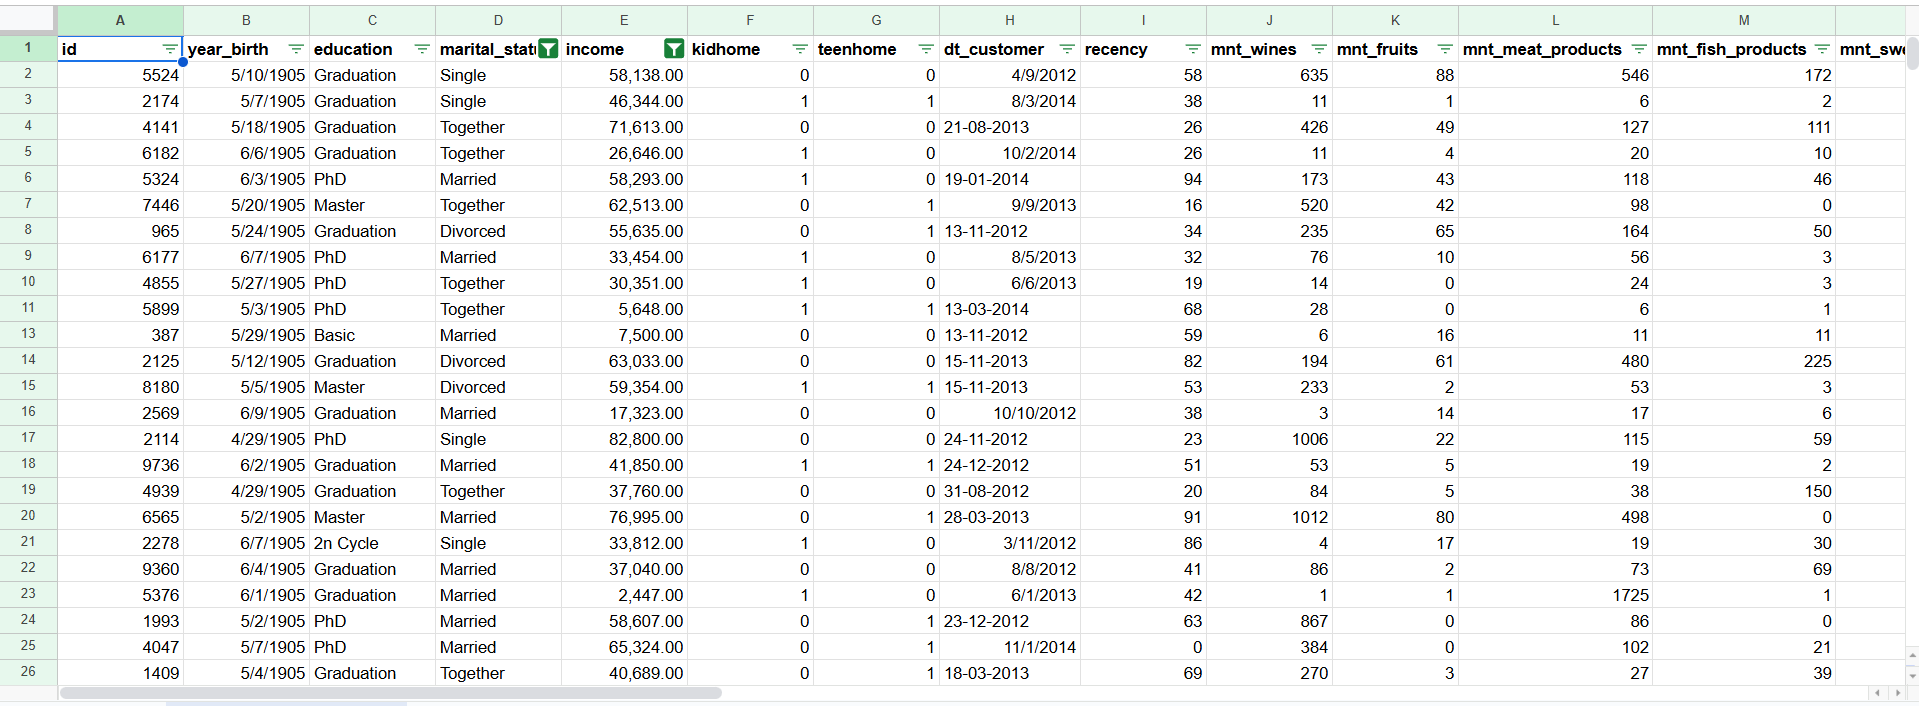 A B C D E F G H I J K L M
1 id year_birth education marital_statu income kidhome teenhome dt_customer recency mnt_wines mnt_fruits mnt_meat_products mnt_fish_products mnt_swe
2 5524 5/10/1905 Graduation Single 58,138.00 0 0 4/9/2012 58 635 88 546 172
3 2174 5/7/1905 Graduation Single 46,344.00 1 1 8/3/2014 38 11 1 6 2
4 4141 5/18/1905 Graduation Together 71,613.00 0 0 21-08-2013 26 426 49 127 111
5 6182 6/6/1905 Graduation Together 26,646.00 1 0 10/2/2014 26 11 4 20 10
6 5324 6/3/1905 PhD Married 58,293.00 1 0 19-01-2014 94 173 43 118 46
7 7446 5/20/1905 Master Together 62,513.00 0 1 9/9/2013 16 520 42 98 0
8 965 5/24/1905 Graduation Divorced 55,635.00 0 1 13-11-2012 34 235 65 164 50
9 6177 6/7/1905 PhD Married 33,454.00 1 0 8/5/2013 32 76 10 56 3
10 4855 5/27/1905 PhD Together 30,351.00 1 0 6/6/2013 19 14 0 24 3
11 5899 5/3/1905 PhD Together 5,648.00 1 1 13-03-2014 68 28 0 6 1
13 387 5/29/1905 Basic Married 7,500.00 0 0 13-11-2012 59 6 16 11 11
14 2125 5/12/1905 Graduation Divorced 63,033.00 0 0 15-11-2013 82 194 61 480 225
15 8180 5/5/1905 Master Divorced 59,354.00 1 1 15-11-2013 53 233 2 53 3
16 2569 6/9/1905 Graduation Married 17,323.00 0 0 10/10/2012 38 3 14 17 6
17 2114 4/29/1905 PhD Single 82,800.00 0 0 24-11-2012 23 1006 22 115 59
18 9736 6/2/1905 Graduation Married 41,850.00 1 1 24-12-2012 51 53 5 19 2
19 4939 4/29/1905 Graduation Together 37,760.00 0 0 31-08-2012 20 84 5 38 150
20 6565 5/2/1905 Master Married 76,995.00 0 1 28-03-2013 91 1012 80 498 0
21 2278 6/7/1905 2n Cycle Single 33,812.00 1 0 3/11/2012 86 4 17 19 30
22 9360 6/4/1905 Graduation Married 37,040.00 0 0 8/8/2012 41 86 2 73 69
23 5376 6/1/1905 Graduation Married 2,447.00 1 0 6/1/2013 42 1 1 1725 1
24 1993 5/2/1905 PhD Married 58,607.00 0 1 23-12-2012 63 867 0 86 0
25 4047 5/7/1905 PhD Married 65,324.00 0 1 11/1/2014 0 384 0 102 21
26 1409 5/4/1905 Graduation Together 40,689.00 0 1 18-03-2013 69 270 3 27 39